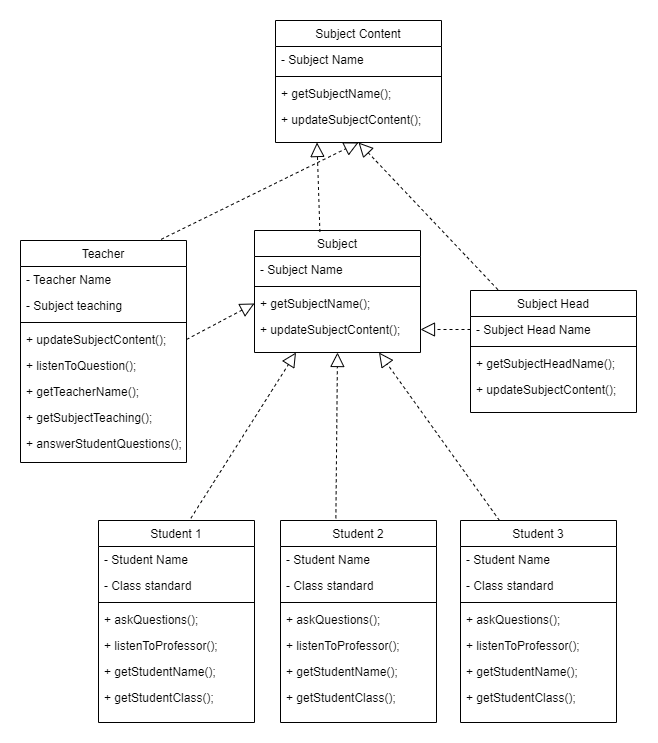 Subject Content
- Subject Name
+ getSubjectName();
+ updateSubjectContent();
Teacher
- Teacher Name
- Subject teaching
+ updateSubjectContent();
+ listenToQuestion();
+ getTeacherName();
+ getSubjectTeaching();
+ answerStudentQuestions();
Subject
- Subject Name
+ getSubjectName();
+ updateSubjectContent();
Subject Head
- Subject Head Name
+ getSubjectHeadName();
+ updateSubjectContent();
Student 1
- Student Name
- Class standard
+ askQuestions();
+ listenToProfessor();
+ getStudentName();
+ getStudentClass();
Student 2
- Student Name
- Class standard
+ askQuestions();
+ listenToProfessor();
+ getStudentName();
+ getStudentClass();
Student 3
- Student Name
- Class standard
+ askQuestions();
+ listenToProfessor();
+ getStudentName();
+ getStudentClass();